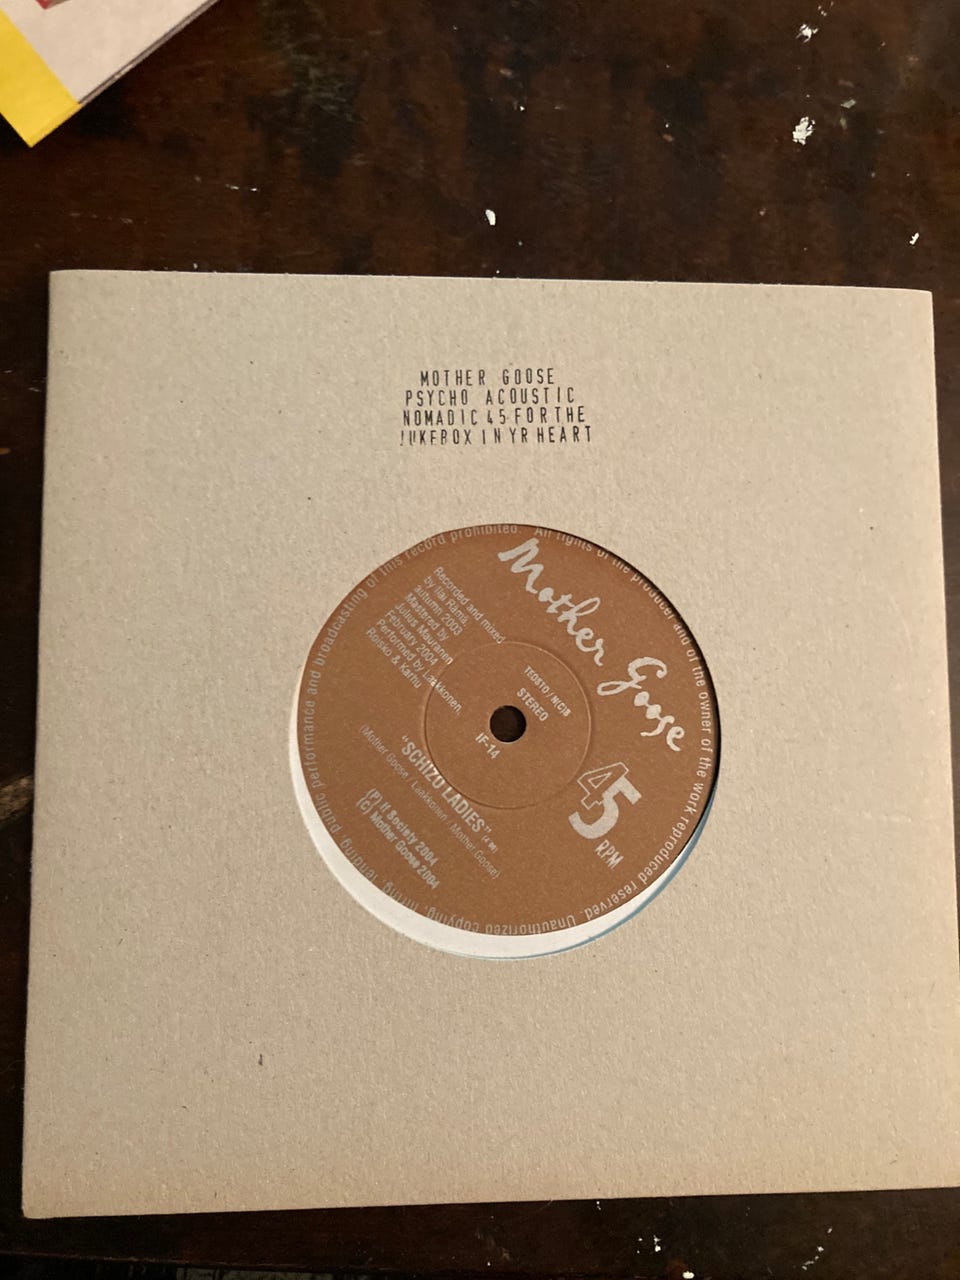 MOTHER GOOSE
PSYCHO ACOUSTIC
NOMADIC 45 FOR THE
JUKEBOX IN YR HEART
Mother Goose
45
RPM
TEOSTO / N(C)B
STEREO
IF-14
Recorded and mixed
by Ilai Rämä,
autumn 2003
Mastered by
Julius Mauranen
February 2004
Performed by Laakkonen,
Roisko & Karhu
"SCHIZO LADIES"
(Mother Goose / Laakkonen / Mother Goose)
(P) If Society 2004
(C) Mother Goose 2004
All rights of the producer and of the owner of the work reproduced reserved. Unauthorized copying, hiring, lending, public performance and broadcasting of this record prohibited.